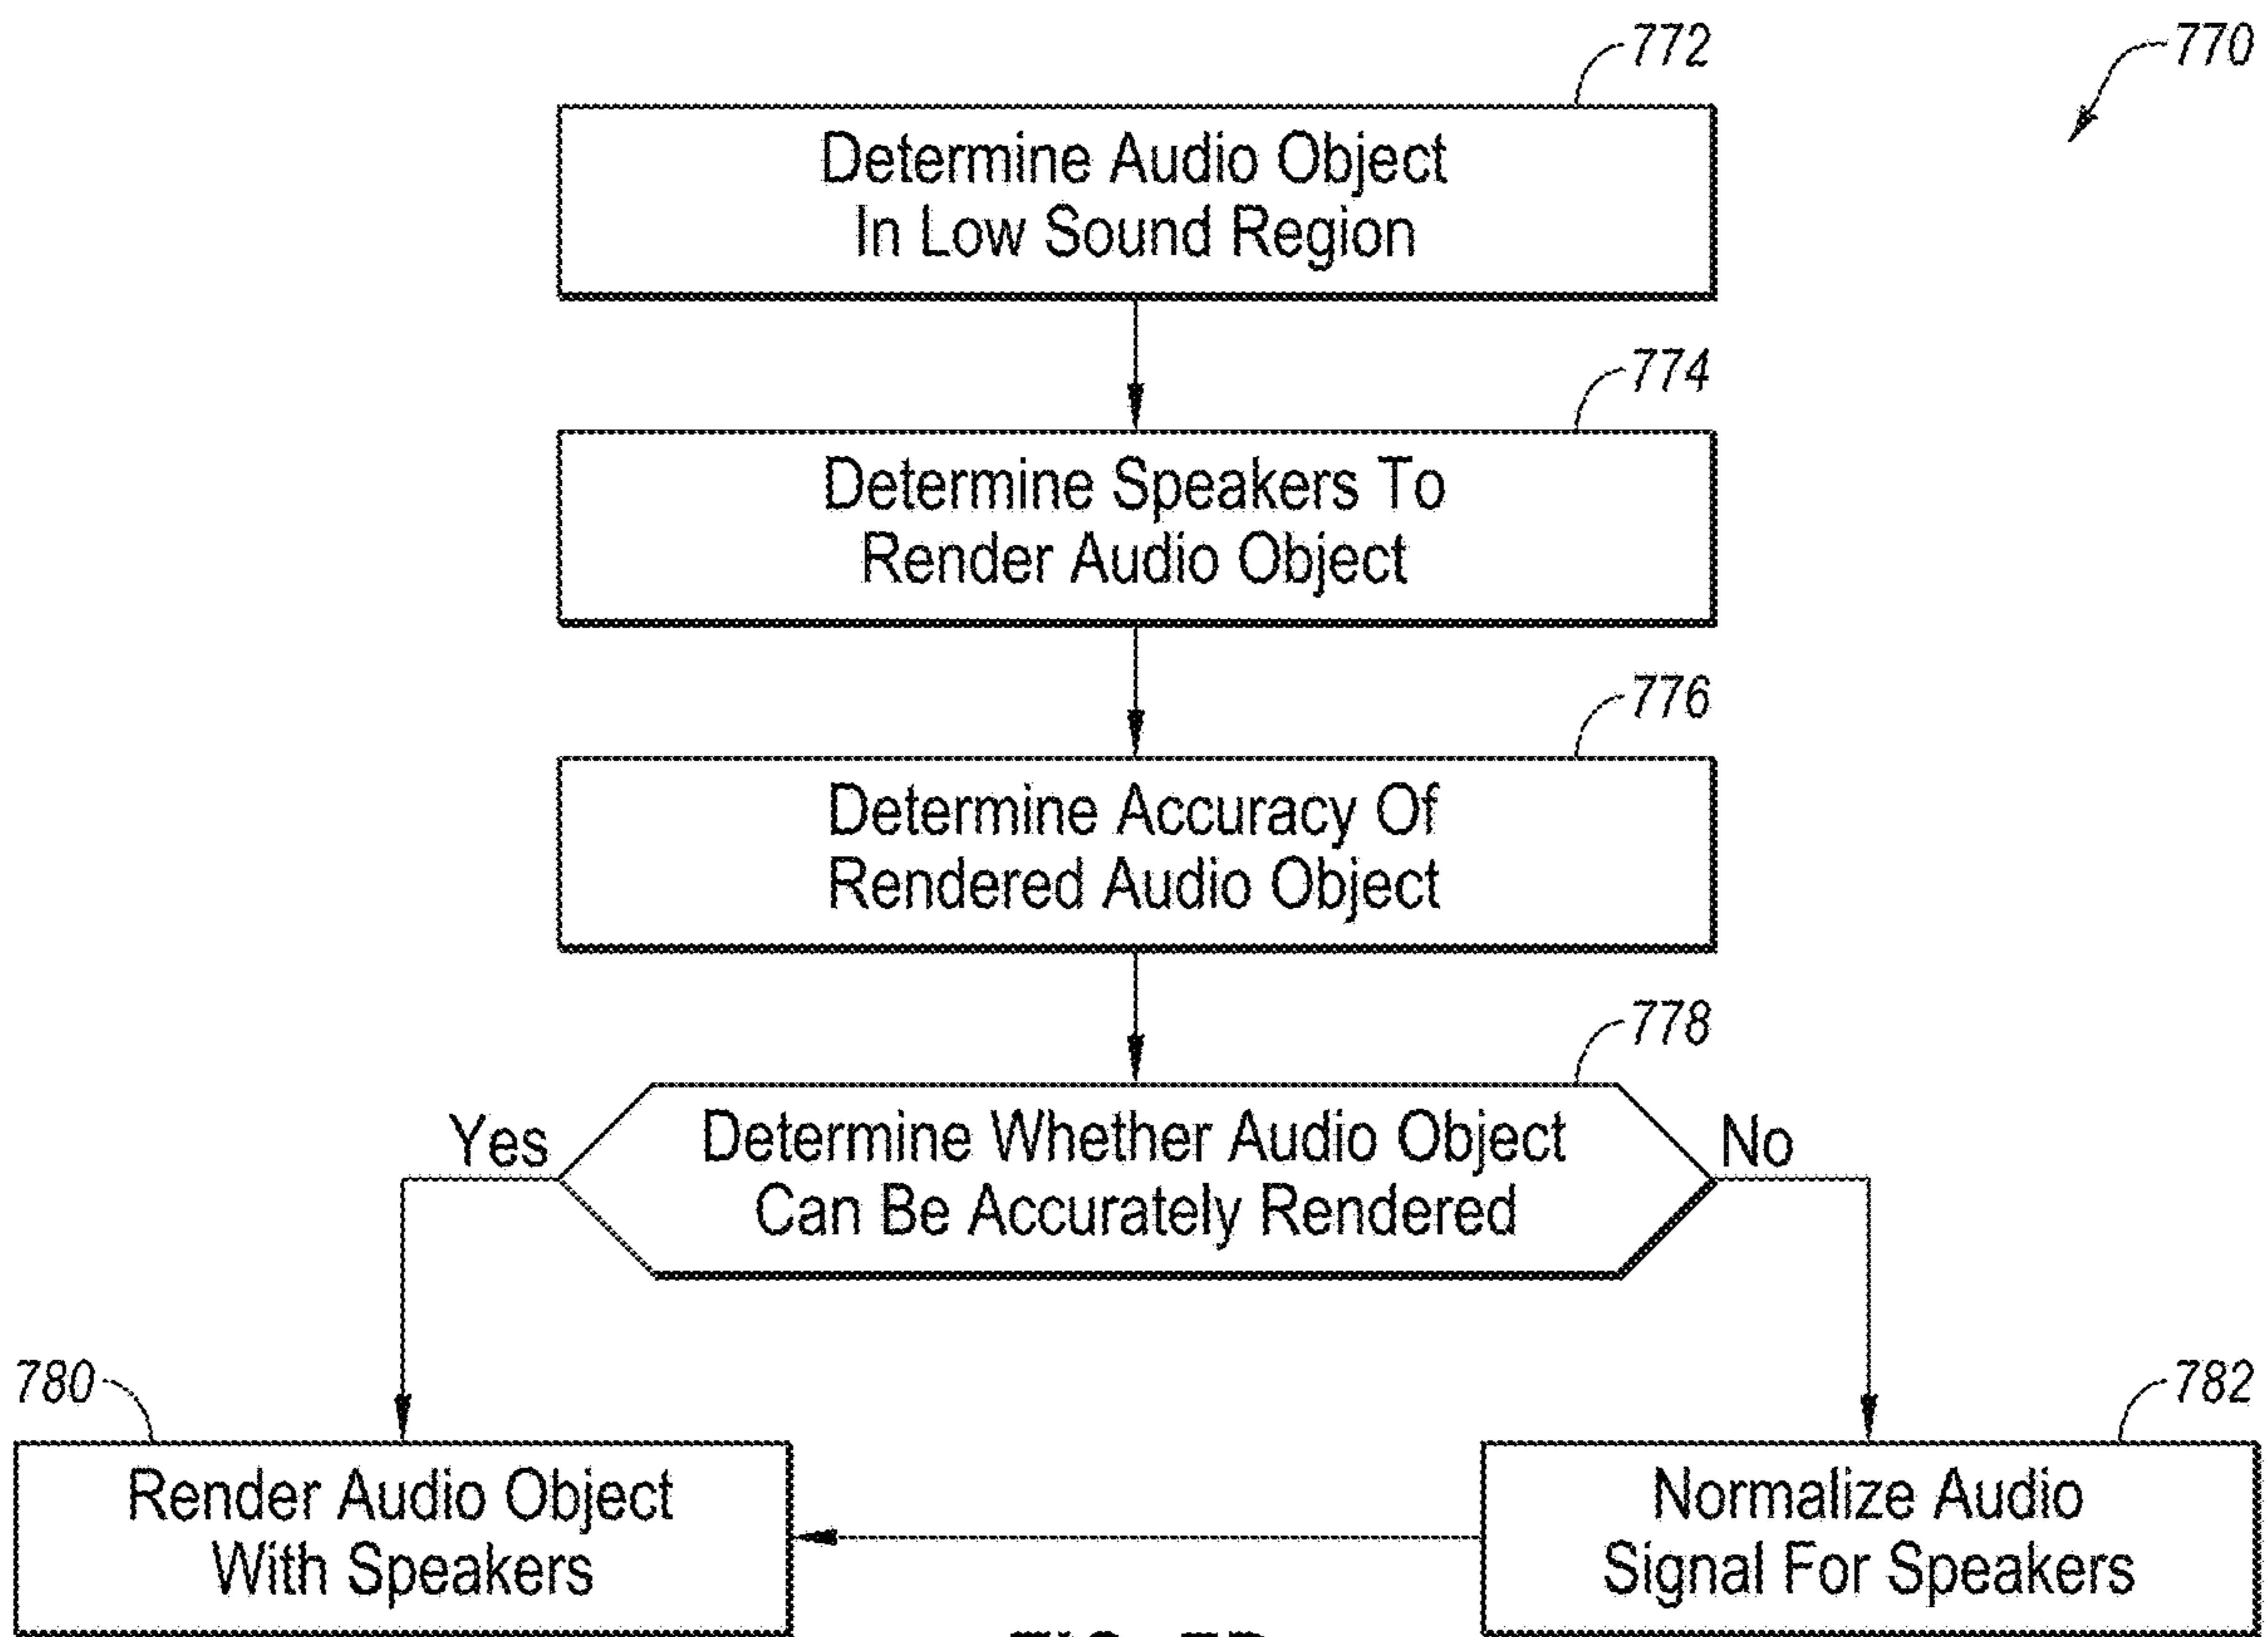 772
770
Determine Audio Object
In Low Sound Region
774
Determine Speakers To
Render Audio Object
776
Determine Accuracy Of
Rendered Audio Object
778
Yes
Determine Whether Audio Object
Can Be Accurately Rendered
No
780
782
Render Audio Object
With Speakers
Normalize Audio
Signal For Speakers